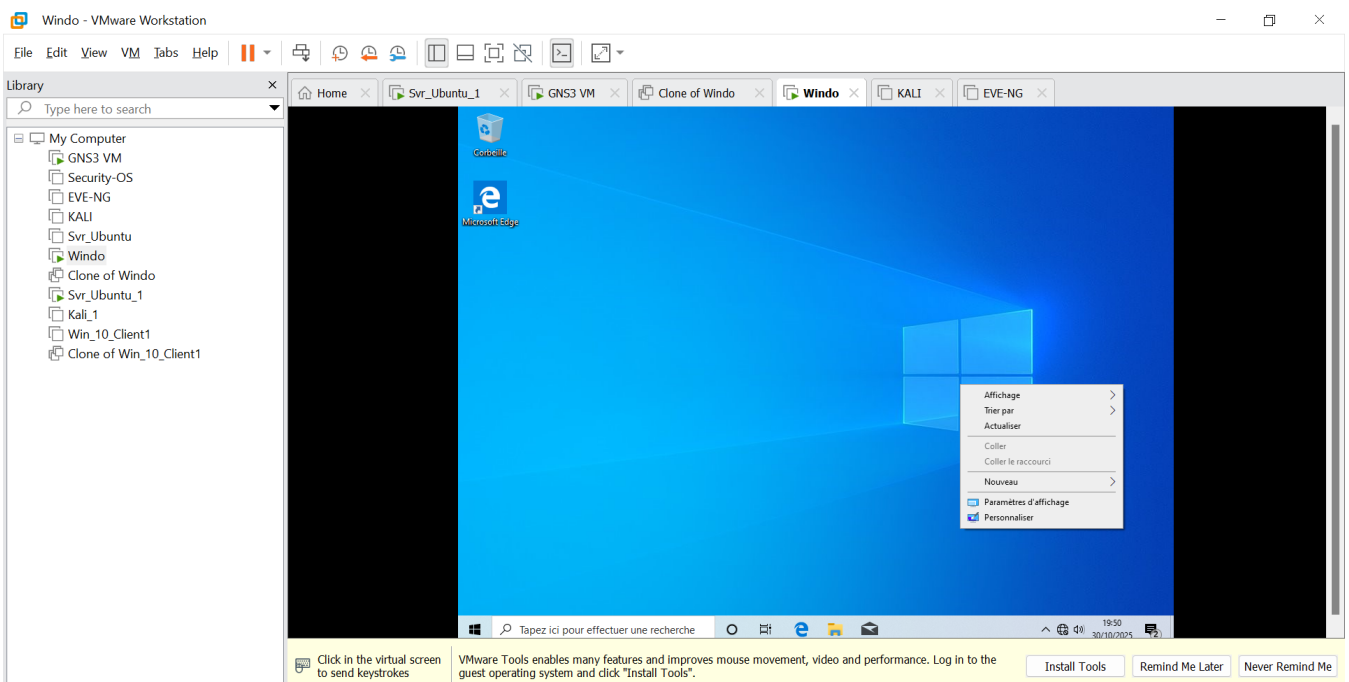 Windo - VMware Workstation
File Edit View VM Tabs Help
Library
Type here to search
My Computer
GNS3 VM
Security-OS
EVE-NG
KALI
Svr_Ubuntu
Windo
Clone of Windo
Svr_Ubuntu_1
Kali_1
Win_10_Client1
Clone of Win_10_Client1
Home Svr_Ubuntu_1 GNS3 VM Clone of Windo Windo KALI EVE-NG
Corbeille
Microsoft Edge
Affichage
Trier par
Actualiser
Coller
Coller le raccourci
Nouveau
Paramètres d'affichage
Personnaliser
Tapez ici pour effectuer une recherche
19:50
30/10/2025
2
Click in the virtual screen
to send keystrokes
VMware Tools enables many features and improves mouse movement, video and performance. Log in to the
guest operating system and click "Install Tools".
Install Tools Remind Me Later Never Remind Me